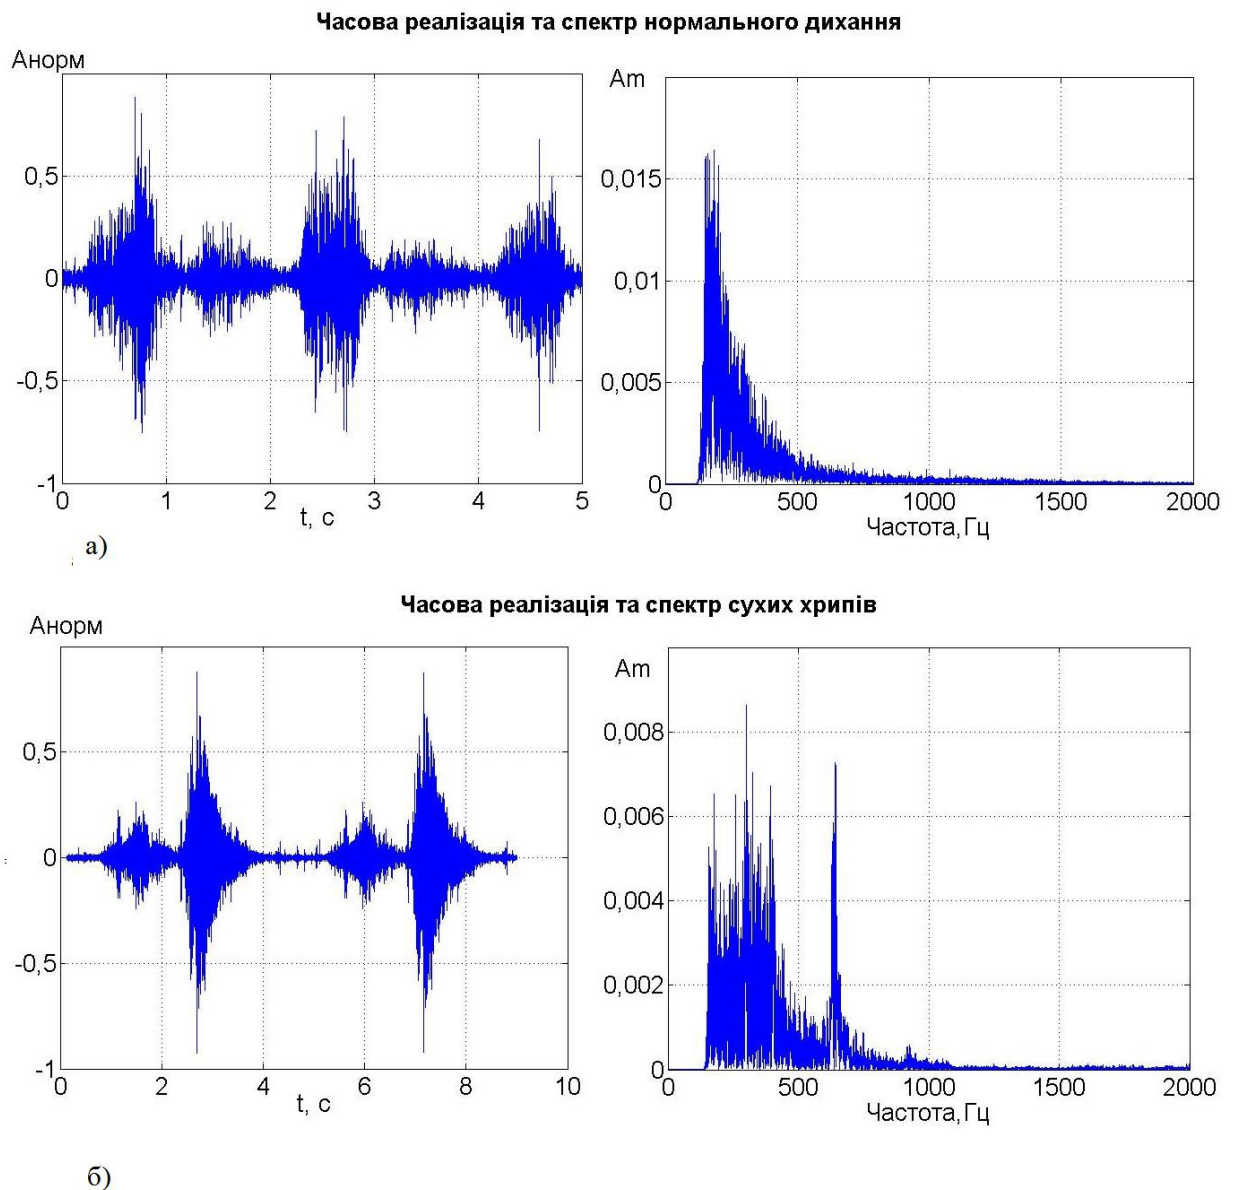 Часова реалізація та спектр нормального дихання
Анорм
0,5
0
-0,5
-1
0 1 2 3 4 5
t, с
Am
0,015
0,01
0,005
0
0 500 1000 1500 2000
Частота,Гц
а)
Часова реалізація та спектр сухих хрипів
Анорм
0,5
0
-0,5
-1
0 2 4 6 8 10
t, с
Am
0,008
0,006
0,004
0,002
0
0 500 1000 1500 2000
Частота,Гц
б)